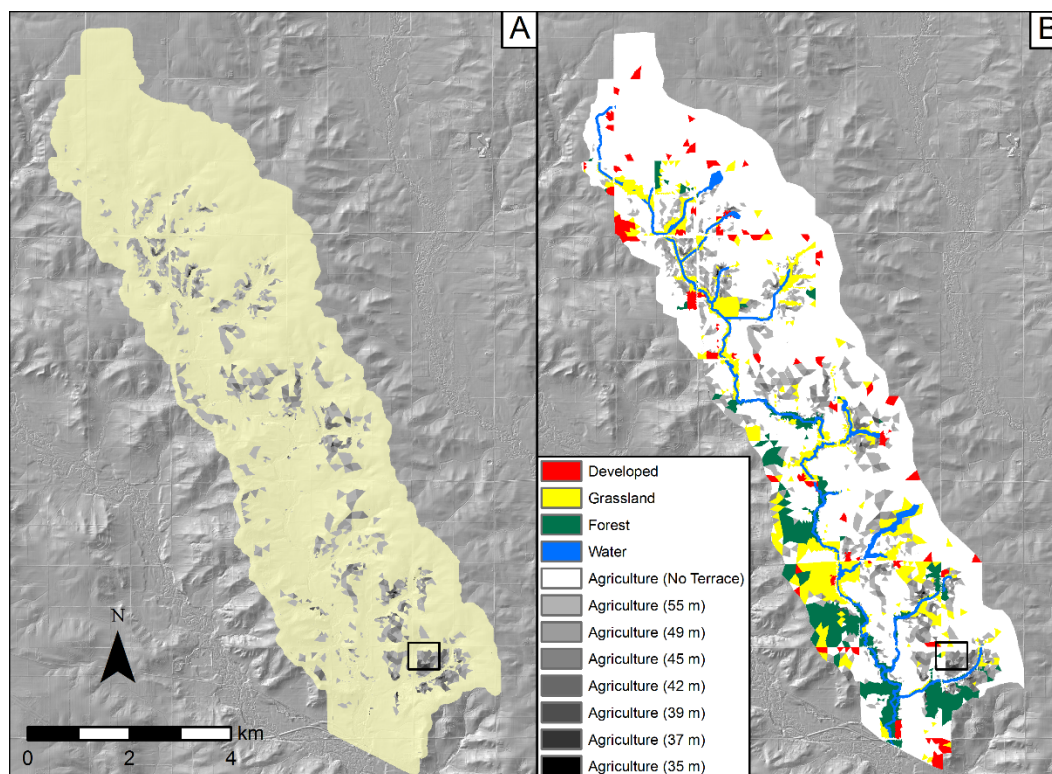 A
B
N
km
0 2 4
Developed
Grassland
Forest
Water
Agriculture (No Terrace)
Agriculture (55 m)
Agriculture (49 m)
Agriculture (45 m)
Agriculture (42 m)
Agriculture (39 m)
Agriculture (37 m)
Agriculture (35 m)